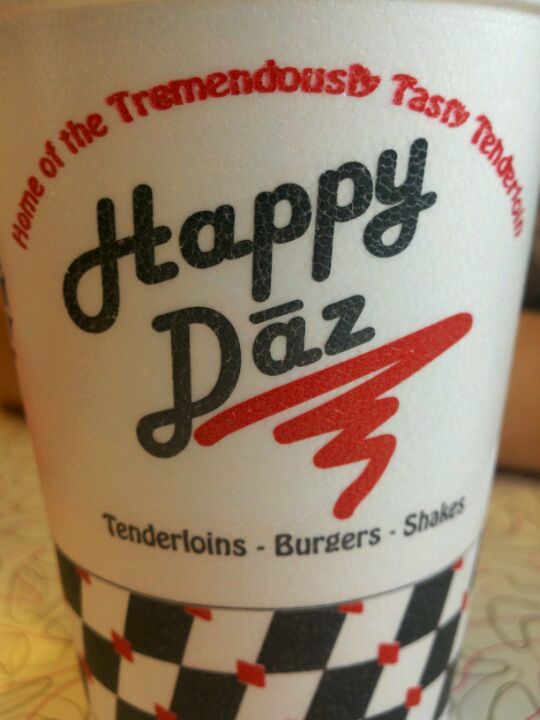 Home of the Tremendously Tasty Tenderloin
Happy
Dāz
Tenderloins - Burgers - Shakes